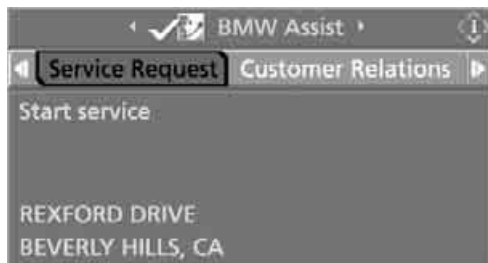 BMW Assist
Service Request Customer Relations
Start service
REXFORD DRIVE
BEVERLY HILLS, CA